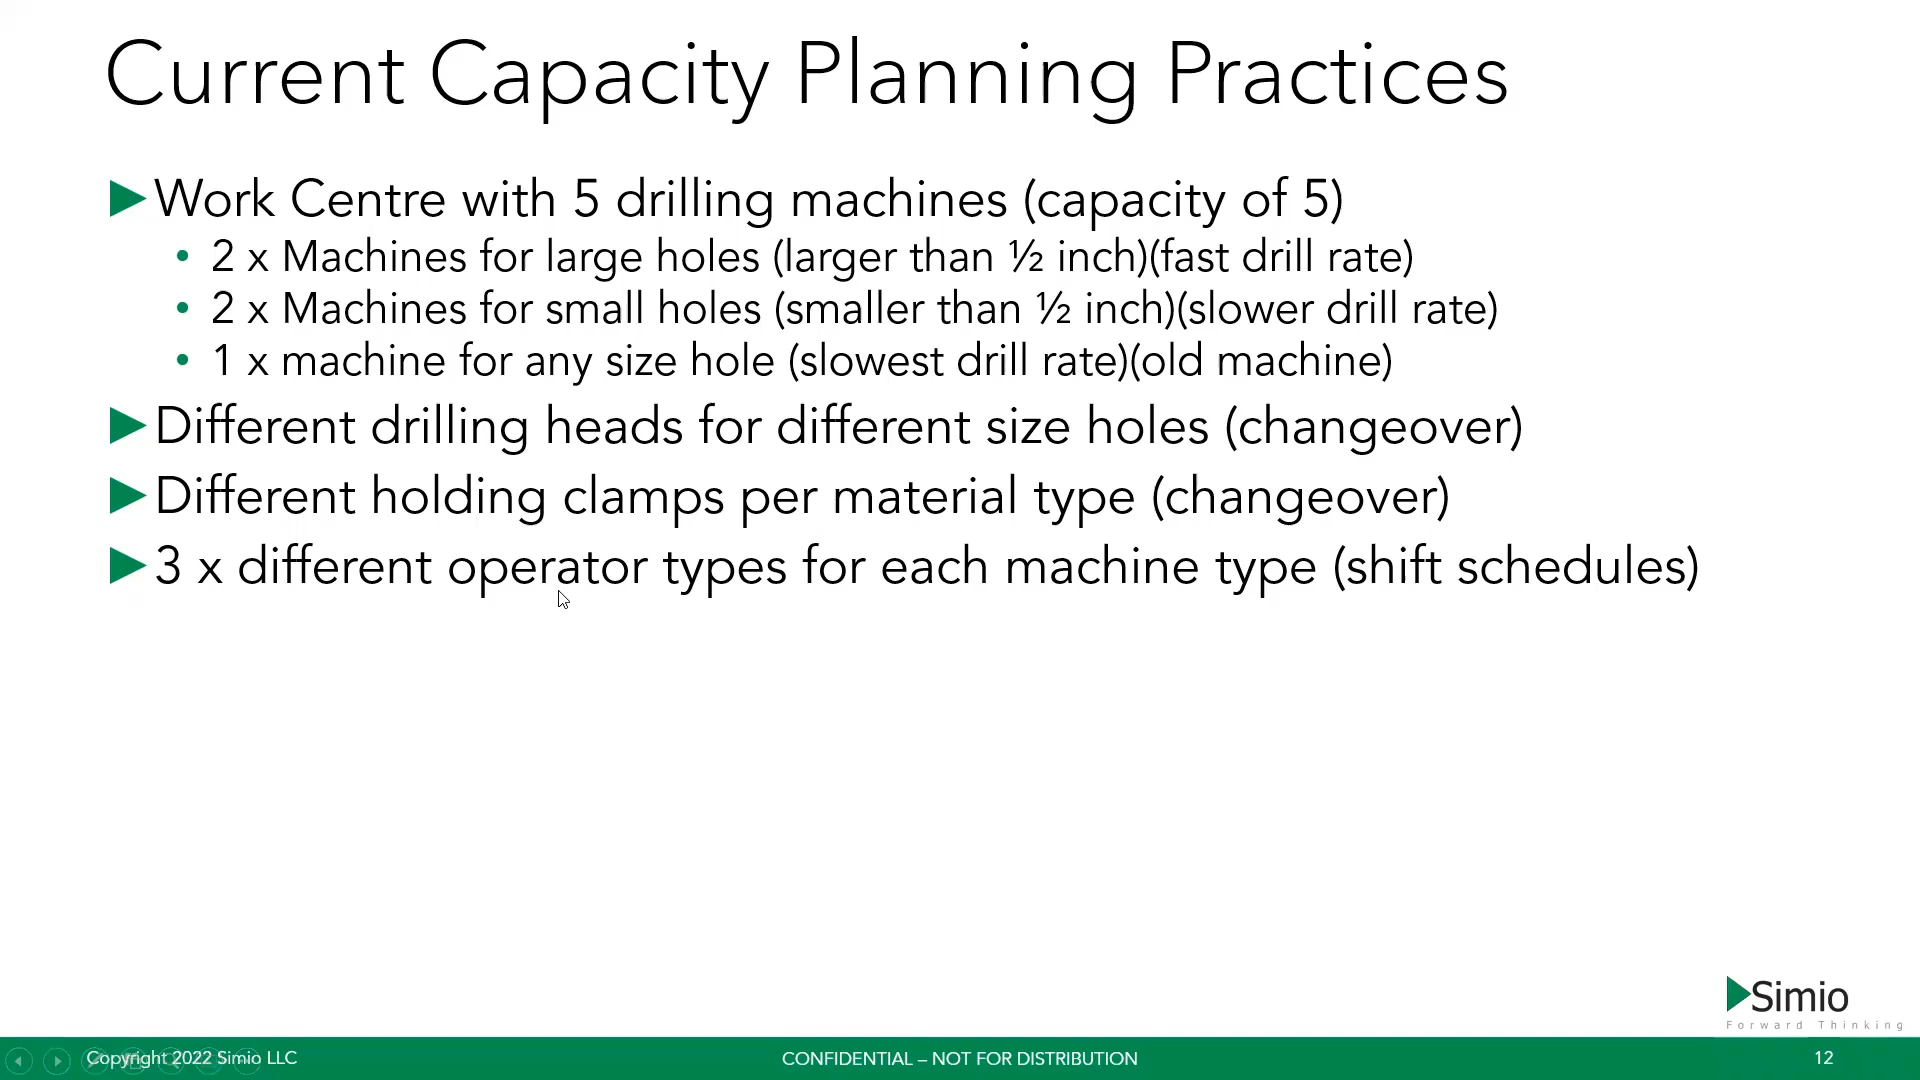 Current Capacity Planning Practices
Work Centre with 5 drilling machines (capacity of 5)
• 2 x Machines for large holes (larger than ½ inch)(fast drill rate)
• 2 x Machines for small holes (smaller than ½ inch)(slower drill rate)
• 1 x machine for any size hole (slowest drill rate)(old machine)
Different drilling heads for different size holes (changeover)
Different holding clamps per material type (changeover)
3 x different operator types for each machine type (shift schedules)
Simio
Forward Thinking
Copyright 2022 Simio LLC
CONFIDENTIAL – NOT FOR DISTRIBUTION
12